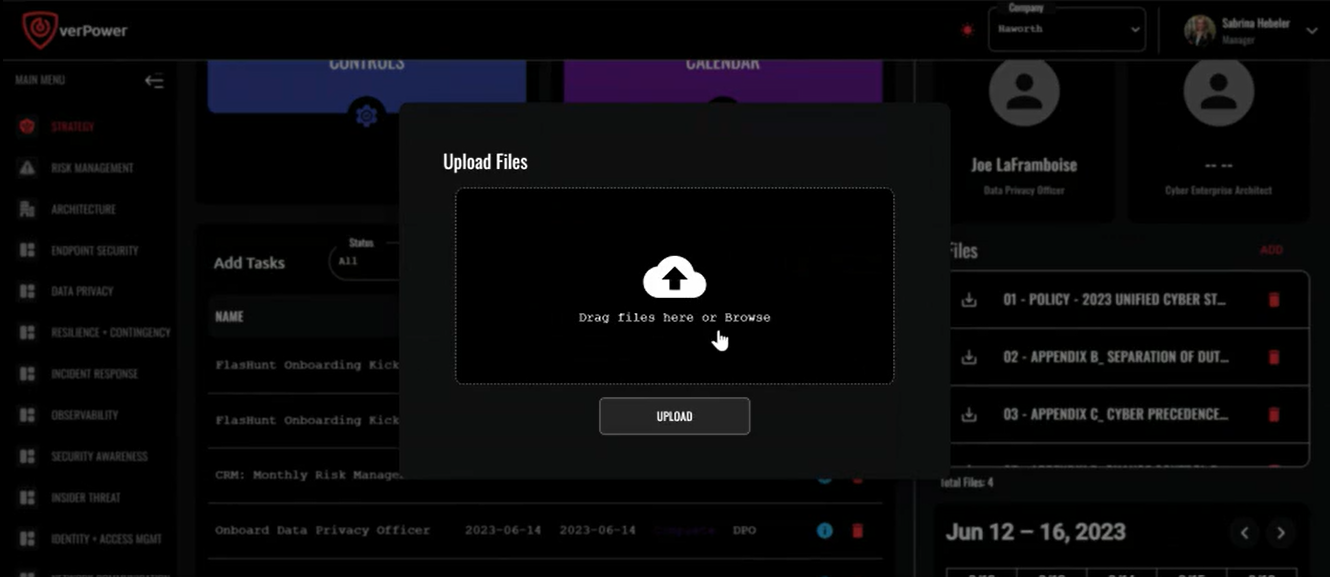 verPower
Company
Haworth
Sabrina Hebeler
Manager
MAIN MENU
STRATEGY
RISK MANAGEMENT
ARCHITECTURE
ENDPOINT SECURITY
DATA PRIVACY
RESILIENCE + CONTINGENCY
INCIDENT RESPONSE
OBSERVABILITY
SECURITY AWARENESS
INSIDER THREAT
IDENTITY + ACCESS MGMT
CONTROLS
CALENDAR
Upload Files
Drag files here or Browse
UPLOAD
Add Tasks
Status
All
NAME
FlasHunt Onboarding Kick
FlasHunt Onboarding Kick
CRM: Monthly Risk Manage
Onboard Data Privacy Officer 2023-06-14 2023-06-14 Complete DPO
Joe LaFramboise
Data Privacy Officer
-- --
Cyber Enterprise Architect
Files
ADD
01 - POLICY - 2023 UNIFIED CYBER ST...
02 - APPENDIX B_ SEPARATION OF DUT...
03 - APPENDIX C_ CYBER PRECEDENCE...
Total Files: 4
Jun 12 – 16, 2023